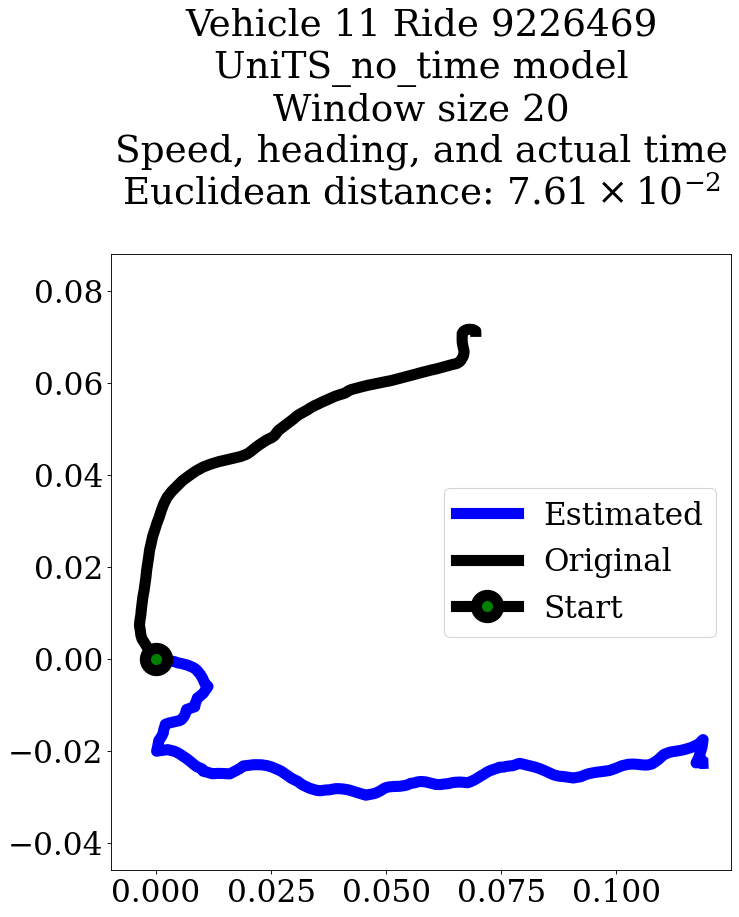 Vehicle 11 Ride 9226469
UniTS_no_time model
Window size 20
Speed, heading, and actual time
Euclidean distance: 7.61 × 10⁻²
0.08
0.06
0.04
0.02
0.00
−0.02
−0.04
Estimated
Original
Start
0.000 0.025 0.050 0.075 0.100